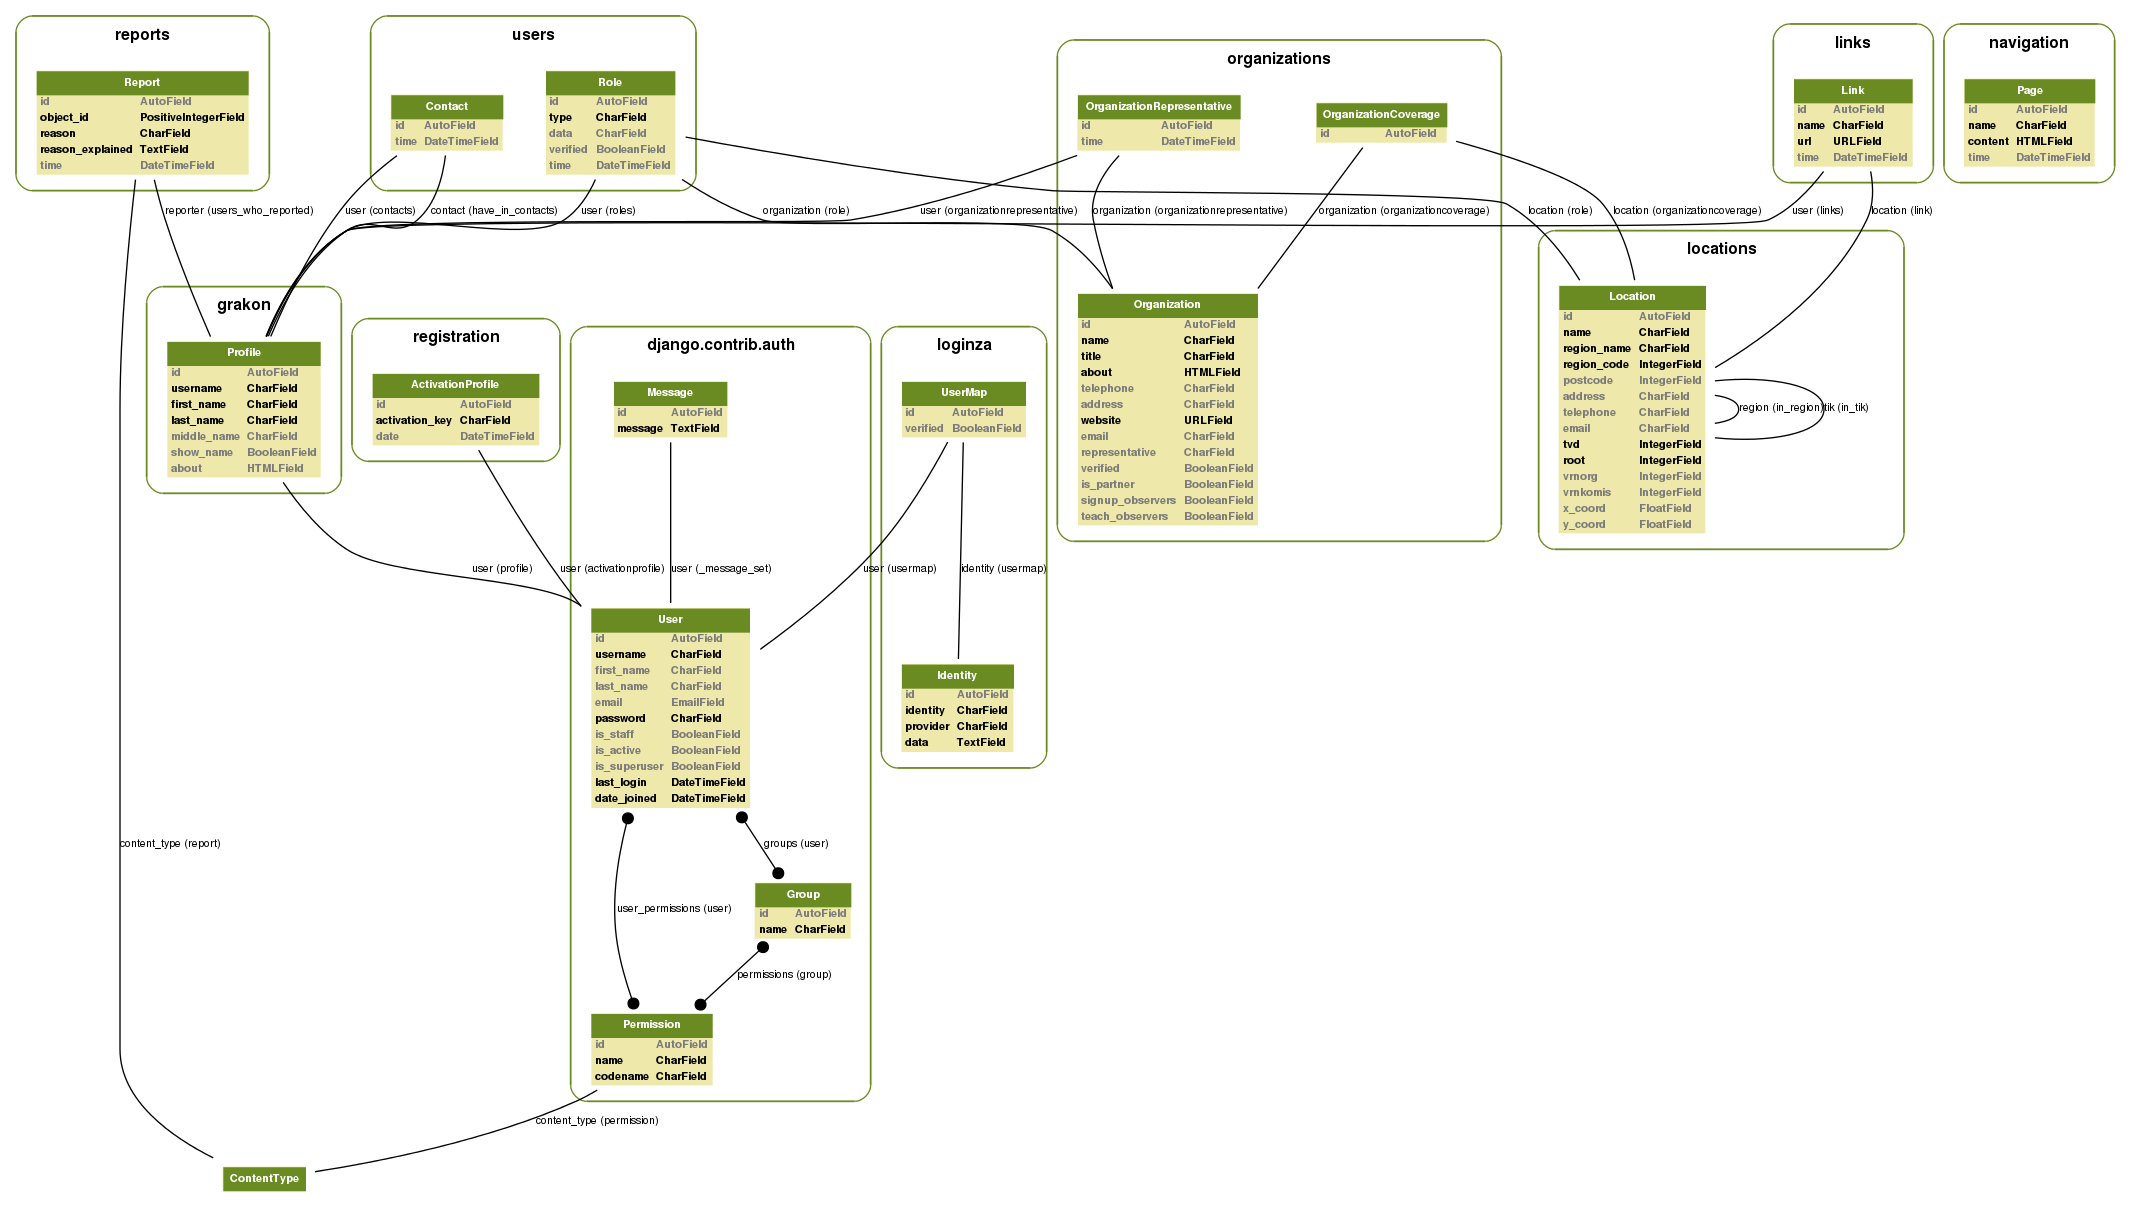 reports
Report
id AutoField
object_id PositiveIntegerField
reason CharField
reason_explained TextField
time DateTimeField
users
Contact
id AutoField
time DateTimeField
Role
id AutoField
type CharField
data CharField
verified BooleanField
time DateTimeField
organizations
OrganizationRepresentative
id AutoField
time DateTimeField
OrganizationCoverage
id AutoField
links
Link
id AutoField
name CharField
url URLField
time DateTimeField
navigation
Page
id AutoField
name CharField
content HTMLField
time DateTimeField
reporter (users_who_reported)
user (contacts)
contact (have_in_contacts)
user (roles)
organization (role)
user (organizationrepresentative)
organization (organizationrepresentative)
organization (organizationcoverage)
location (role)
location (organizationcoverage)
user (links)
location (link)
grakon
Profile
id AutoField
username CharField
first_name CharField
last_name CharField
middle_name CharField
show_name BooleanField
about HTMLField
registration
ActivationProfile
id AutoField
activation_key CharField
date DateTimeField
django.contrib.auth
Message
id AutoField
message TextField
loginza
UserMap
id AutoField
verified BooleanField
Organization
id AutoField
name CharField
title CharField
about HTMLField
telephone CharField
address CharField
website URLField
email CharField
representative CharField
verified BooleanField
is_partner BooleanField
signup_observers BooleanField
teach_observers BooleanField
locations
Location
id AutoField
name CharField
region_name CharField
region_code IntegerField
postcode IntegerField
address CharField
telephone CharField
email CharField
tvd IntegerField
root IntegerField
vrnorg IntegerField
vrnkomis IntegerField
x_coord FloatField
y_coord FloatField
region (in_region)
tik (in_tik)
user (profile)
user (activationprofile)
user (_message_set)
user (usermap)
identity (usermap)
User
id AutoField
username CharField
first_name CharField
last_name CharField
email EmailField
password CharField
is_staff BooleanField
is_active BooleanField
is_superuser BooleanField
last_login DateTimeField
date_joined DateTimeField
Identity
id AutoField
identity CharField
provider CharField
data TextField
content_type (report)
groups (user)
user_permissions (user)
Group
id AutoField
name CharField
permissions (group)
Permission
id AutoField
name CharField
codename CharField
content_type (permission)
ContentType